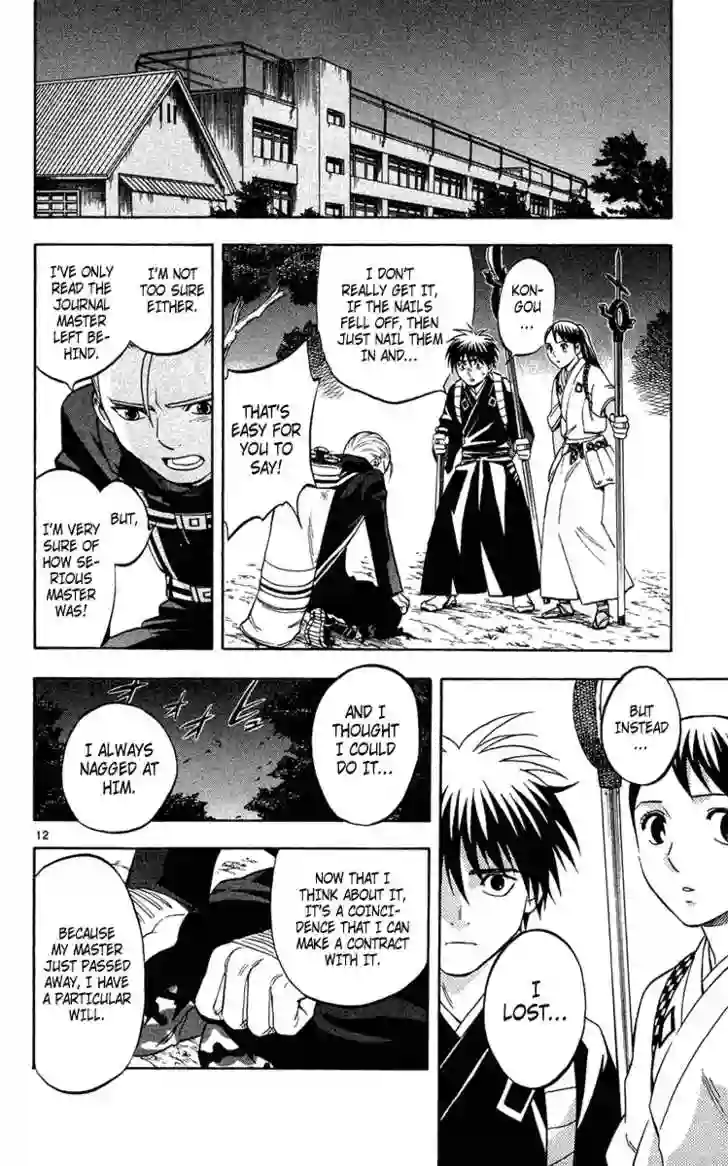 KON-
GOU
...
I DON'T
REALLY GET IT,
IF THE NAILS
FELL OFF, THEN
JUST NAIL THEM
IN AND...
THAT'S
EASY FOR
YOU TO
SAY!
I'M NOT
TOO SURE
EITHER.
I'VE ONLY
READ THE
JOURNAL
MASTER
LEFT BE-
HIND.
BUT,
I'M VERY
SURE OF
HOW SE-
RIOUS
MASTER
WAS!
BUT
INSTEAD
...
I
LOST...
AND I
THOUGHT
I COULD
DO IT...
I ALWAYS
NAGGED AT
HIM.
12
NOW THAT I
THINK ABOUT IT,
IT'S A COINCI-
DENCE THAT I CAN
MAKE A CONTRACT
WITH IT.
BECAUSE
MY MASTER
JUST PASSED
AWAY, I HAVE
A PARTICULAR
WILL.